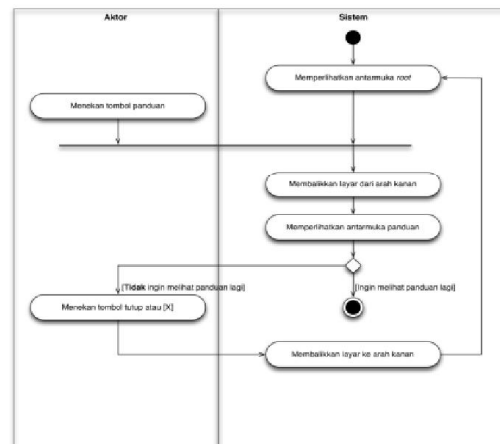 Aktor
Sistem
Memperlihatkan antarmuka root
Menekan tombol panduan
Membalikkan layar dari arah kanan
Memperlihatkan antarmuka panduan
[Tidak ingin melihat panduan lagi]
[Ingin melihat panduan lagi]
Menekan tombol tutup atau [X]
Membalikkan layar ke arah kanan